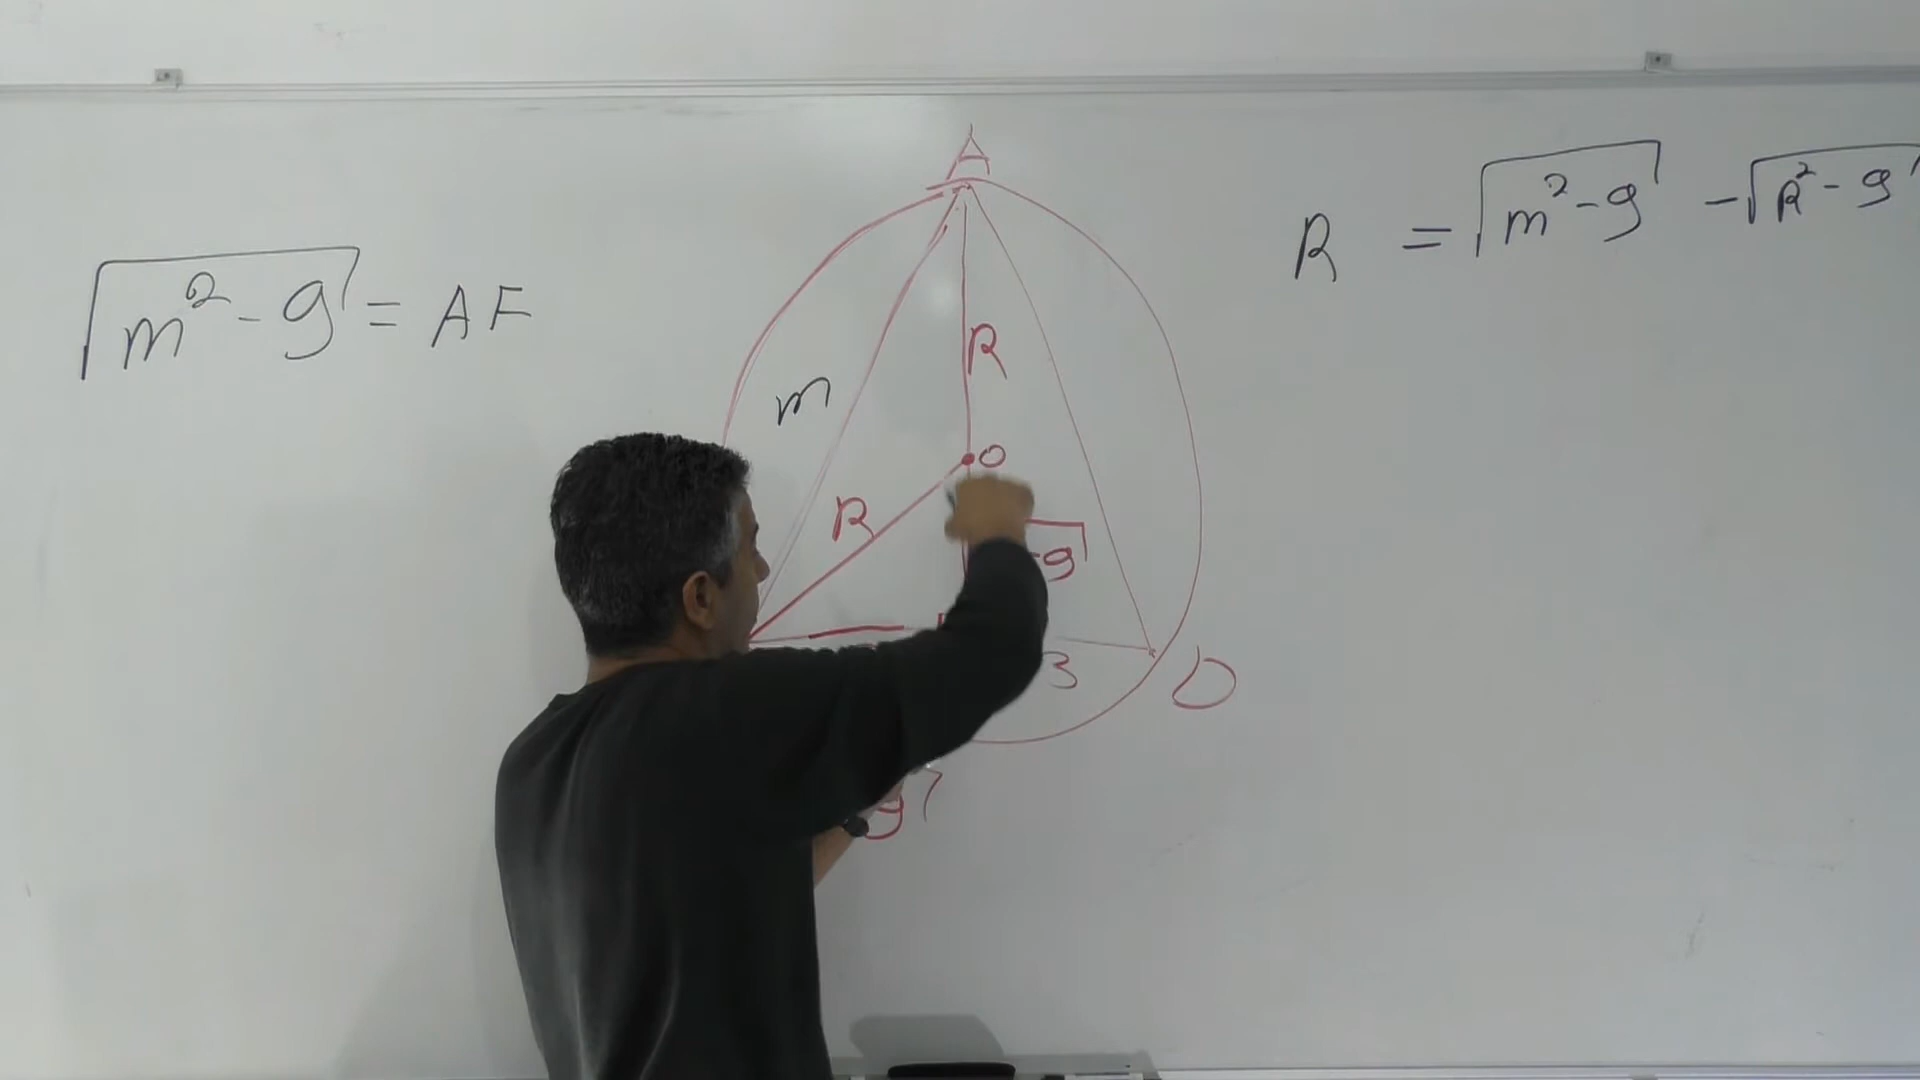 √(m² - 9) = AF
A
R = √(m² - 9) - √(R² - 9)
m
R
O
R
- 9
3
D